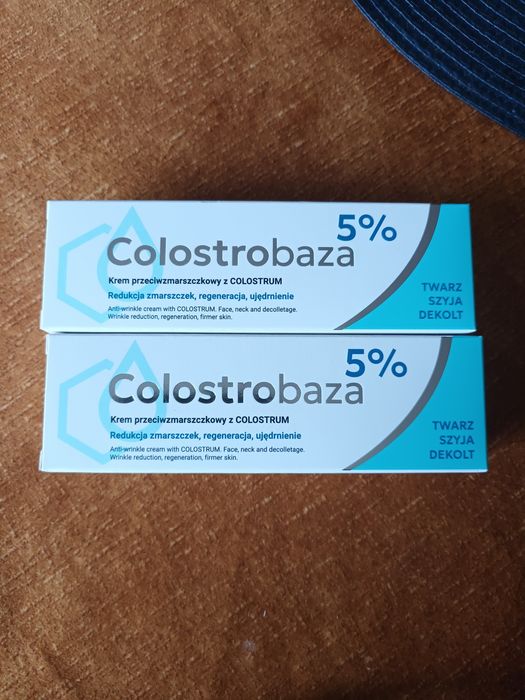 5%
Colostrobaza
Krem przeciwzmarszczkowy z COLOSTRUM
Redukcja zmarszczek, regeneracja, ujędrnienie
Anti-wrinkle cream with COLOSTRUM. Face, neck and decolletage.
Wrinkle reduction, regeneration, firmer skin.
TWARZ
SZYJA
DEKOLT
5%
Colostrobaza
Krem przeciwzmarszczkowy z COLOSTRUM
Redukcja zmarszczek, regeneracja, ujędrnienie
Anti-wrinkle cream with COLOSTRUM. Face, neck and decolletage.
Wrinkle reduction, regeneration, firmer skin.
TWARZ
SZYJA
DEKOLT